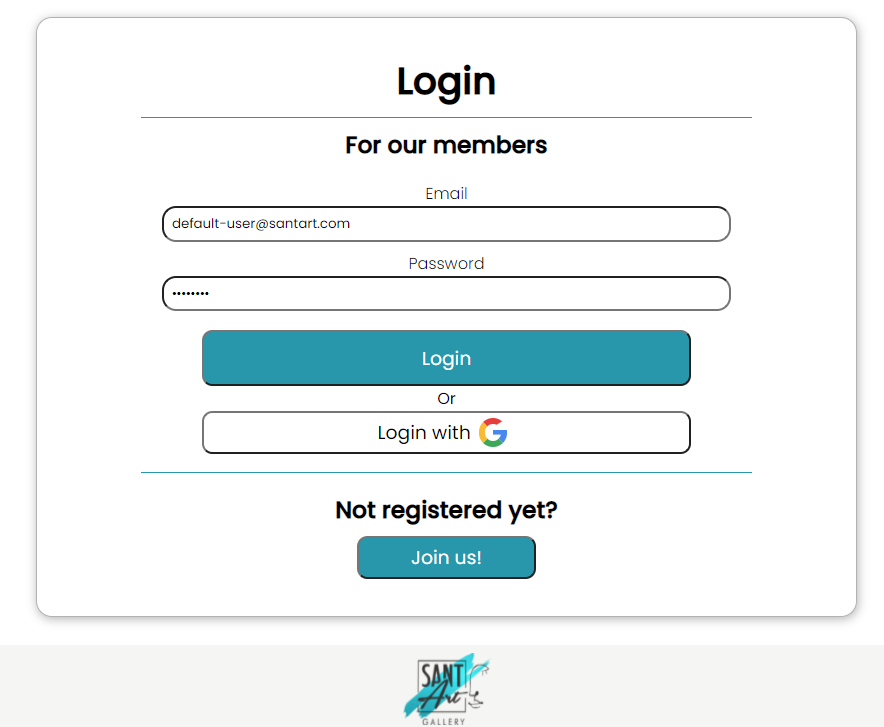 Login
For our members
Email
default-user@santart.com
Password
••••••••
Login
Or
Login with
Not registered yet?
Join us!
SANT
Art
GALLERY